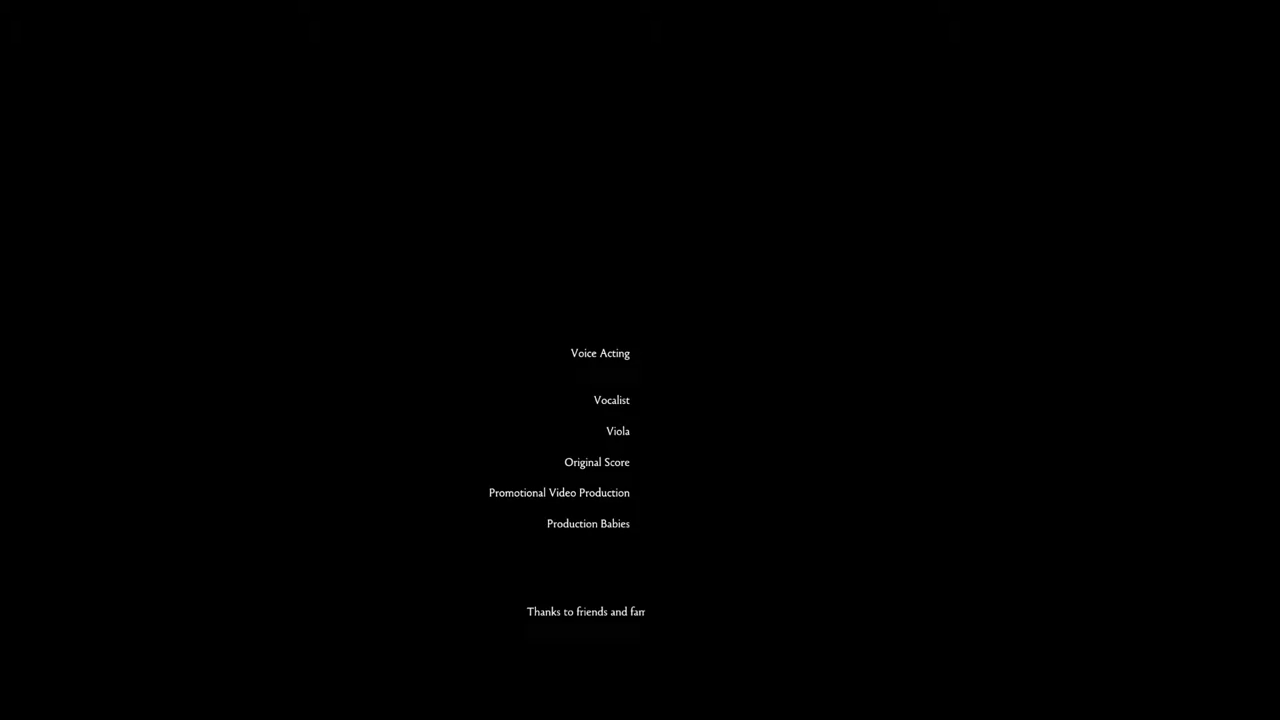 Voice Acting
Vocalist
Viola
Original Score
Promotional Video Production
Production Babies
Thanks to friends and